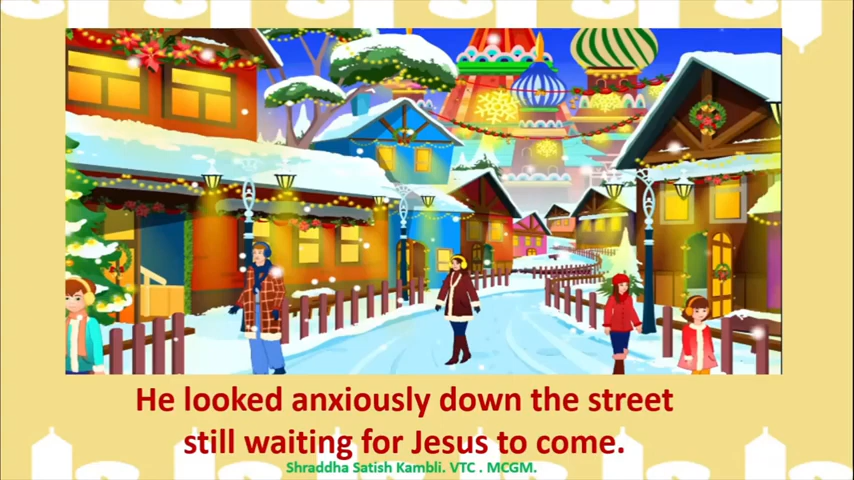 He looked anxiously down the street
still waiting for Jesus to come.
Shraddha Satish Kambli. VTC . MCGM.